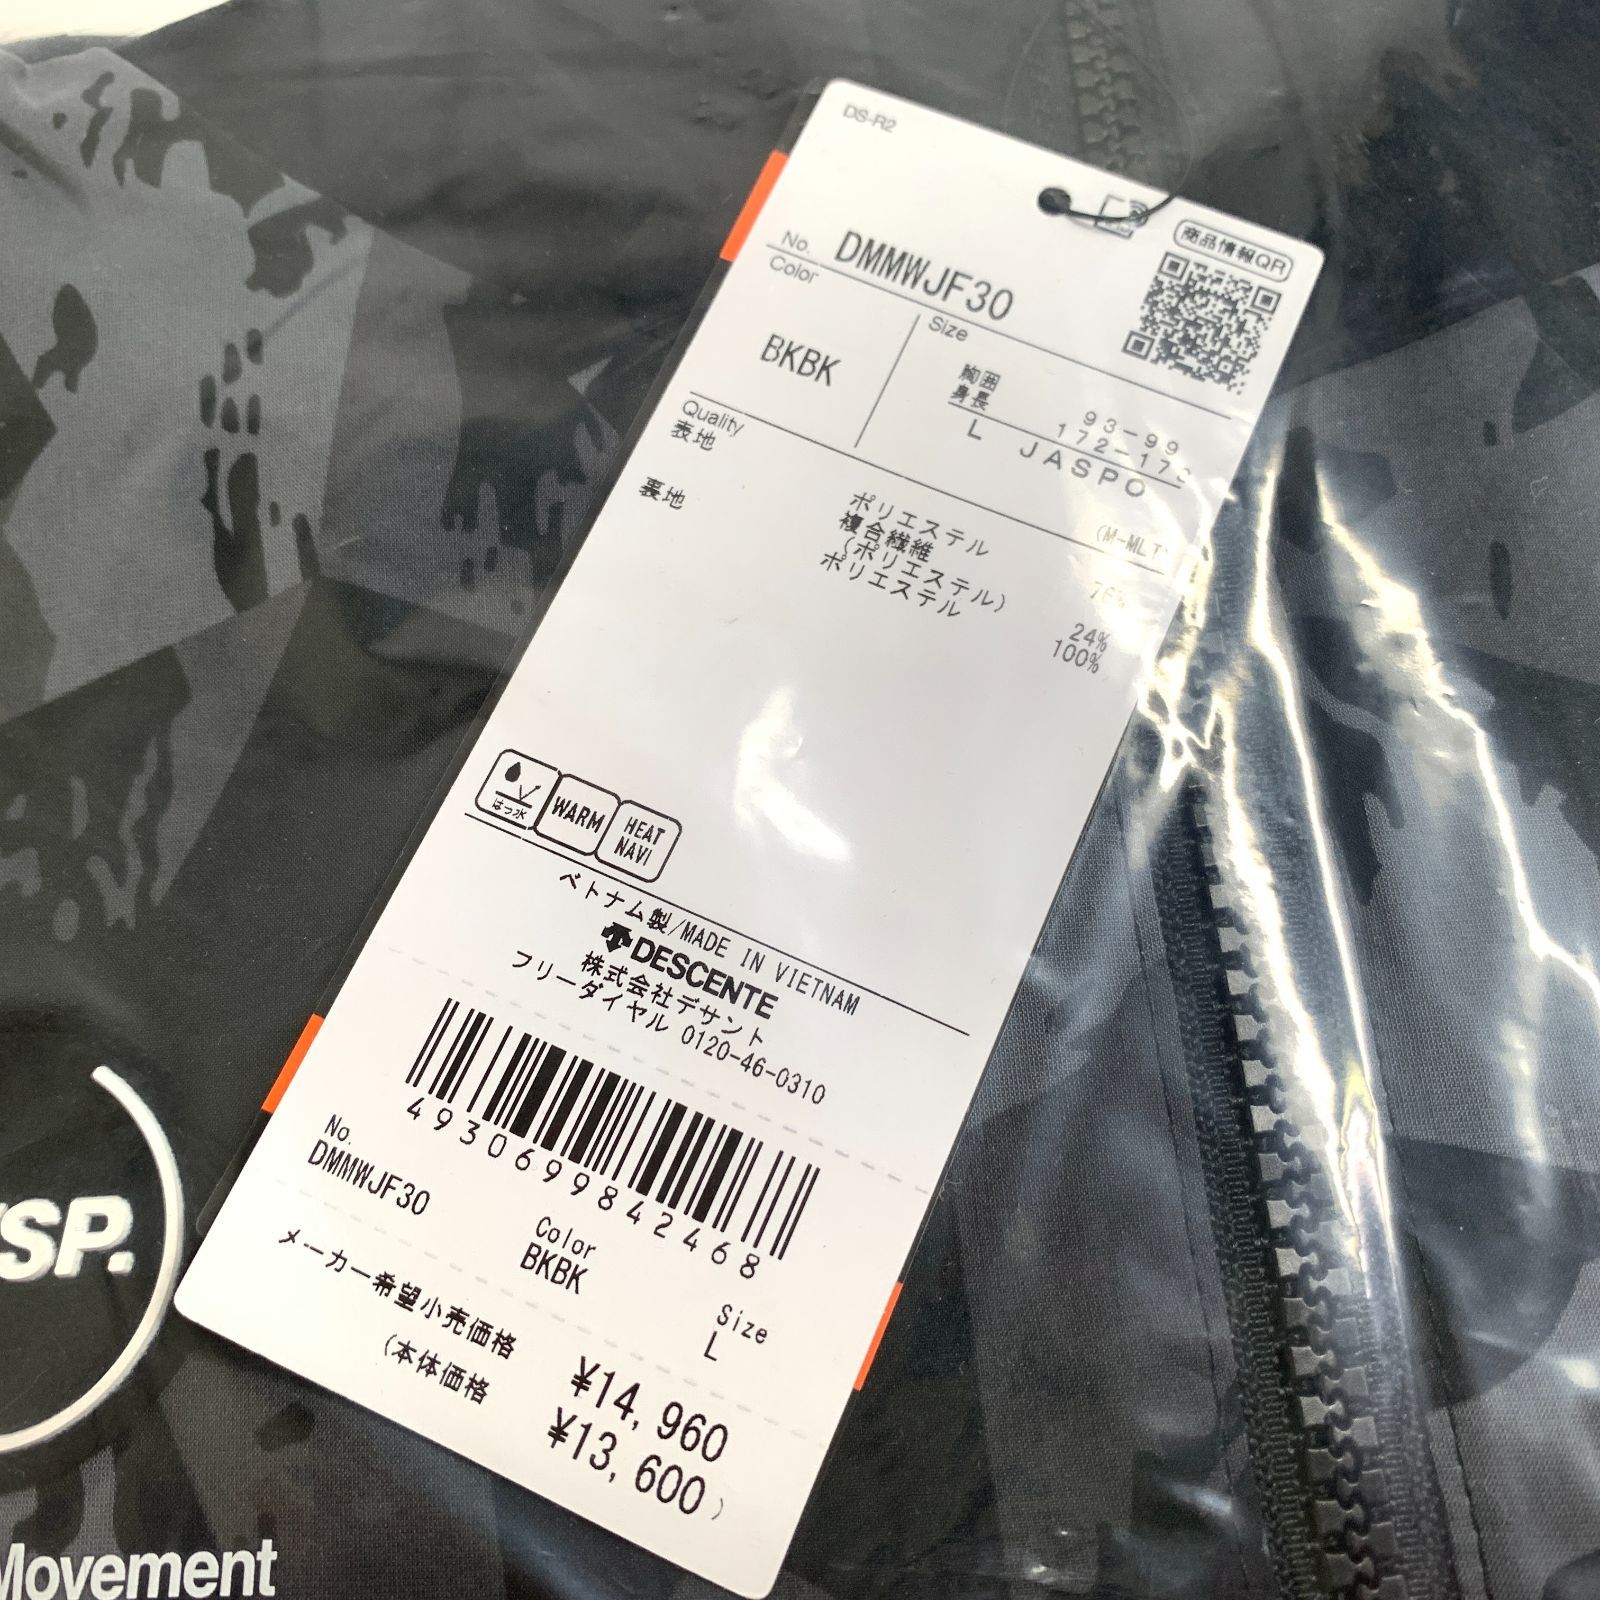 DS-R2
商品情報QR
No. DMMWJF30
Color
Size
BKBK
胸囲 93-99
身長 172-17
L JASPO
Quality
(M-MLT)
表地
ポリエステル 76%
複合繊維
(ポリエステル) 24%
裏地
ポリエステル 100%
はっ水
WARM
HEAT NAVI
ベトナム製/MADE IN VIETNAM
DESCENTE
株式会社デサント
フリーダイヤル 0120-46-0310
4930699842468
No.
DMMWJF30
Color
BKBK
Size
L
メーカー希望小売価格 ¥14,960
(本体価格 ¥13,600)
SP.
Movement